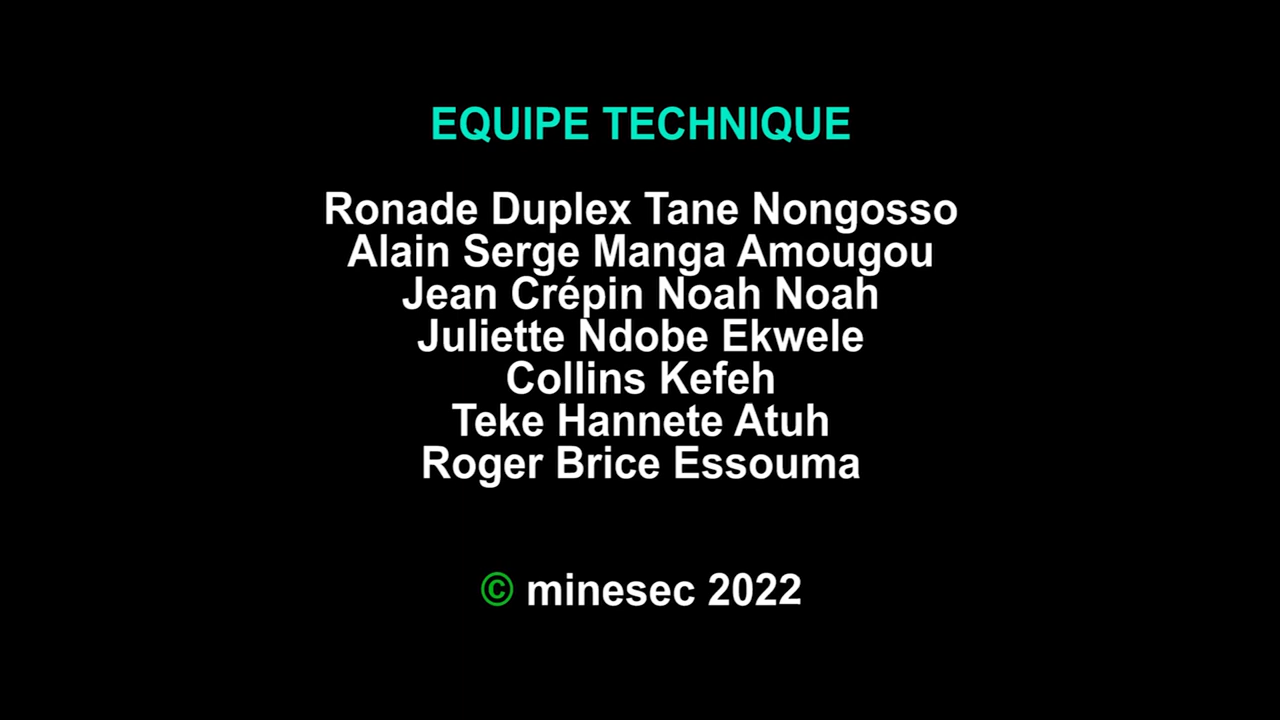 EQUIPE TECHNIQUE
Ronade Duplex Tane Nongosso
Alain Serge Manga Amougou
Jean Crépin Noah Noah
Juliette Ndobe Ekwele
Collins Kefeh
Teke Hannete Atuh
Roger Brice Essouma
© minesec 2022